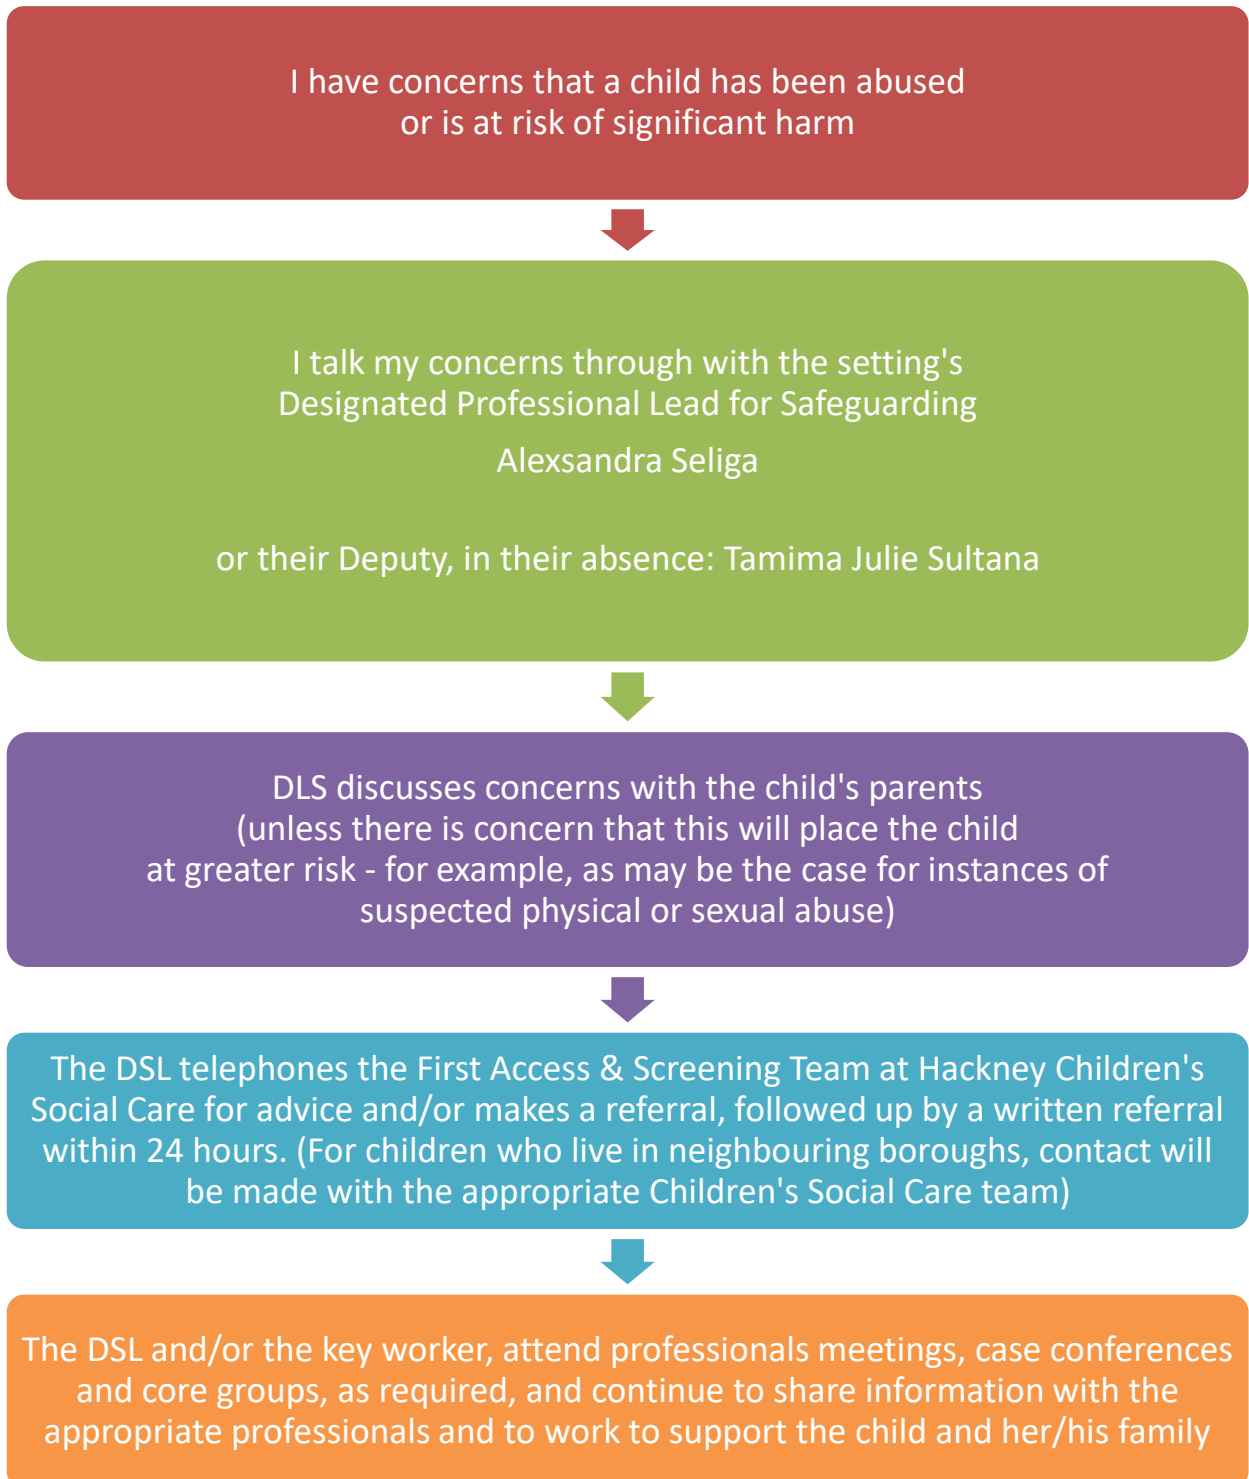 I have concerns that a child has been abused
or is at risk of significant harm
I talk my concerns through with the setting's
Designated Professional Lead for Safeguarding
Alexsandra Seliga
or their Deputy, in their absence: Tamima Julie Sultana
DLS discusses concerns with the child's parents
(unless there is concern that this will place the child
at greater risk - for example, as may be the case for instances of
suspected physical or sexual abuse)
The DSL telephones the First Access & Screening Team at Hackney Children's
Social Care for advice and/or makes a referral, followed up by a written referral
within 24 hours. (For children who live in neighbouring boroughs, contact will
be made with the appropriate Children's Social Care team)
The DSL and/or the key worker, attend professionals meetings, case conferences
and core groups, as required, and continue to share information with the
appropriate professionals and to work to support the child and her/his family